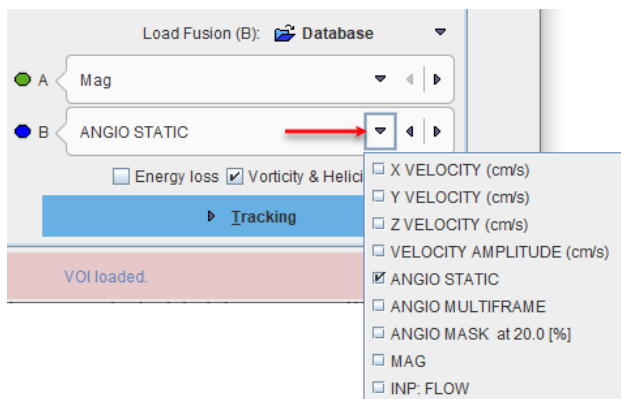 Load Fusion (B): Database
A Mag
B ANGIO STATIC
Energy loss Vorticity & Helici
Tracking
VOI loaded.
X VELOCITY (cm/s)
Y VELOCITY (cm/s)
Z VELOCITY (cm/s)
VELOCITY AMPLITUDE (cm/s)
ANGIO STATIC
ANGIO MULTIFRAME
ANGIO MASK at 20.0 [%]
MAG
INP: FLOW